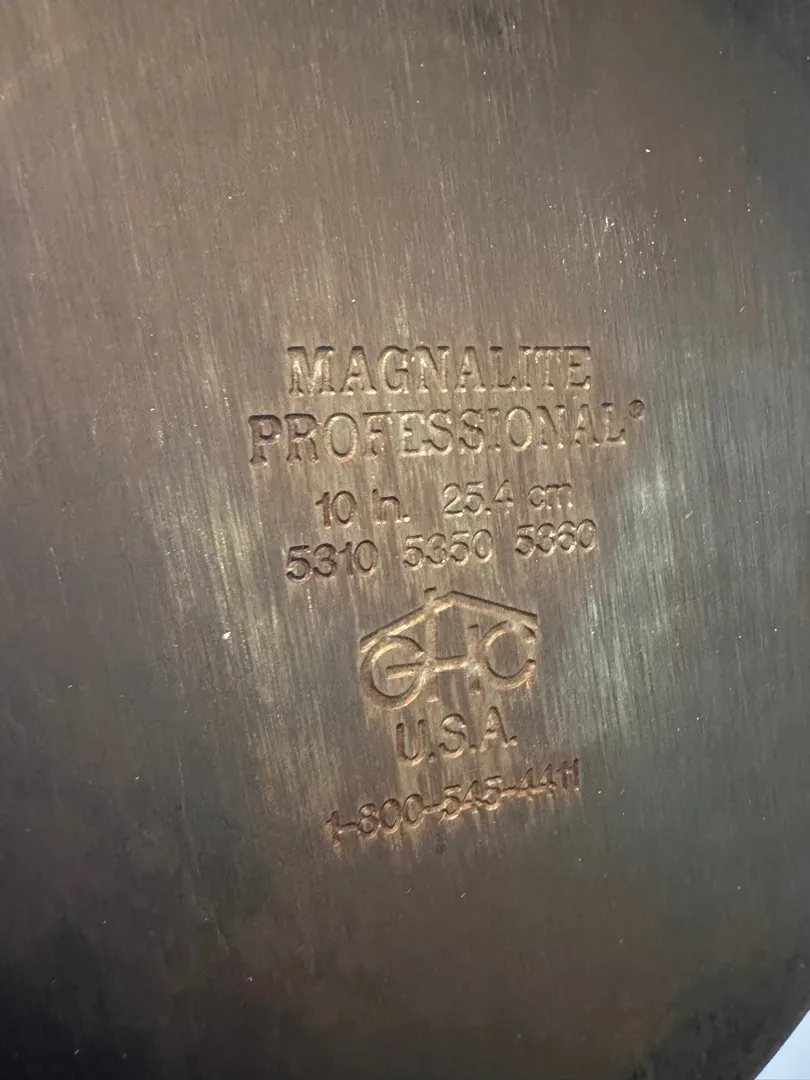 MAGNALITE
PROFESSIONAL®
10 in. 25.4 cm
5310 5350 5360
GHC
U.S.A.
1-800-545-4411